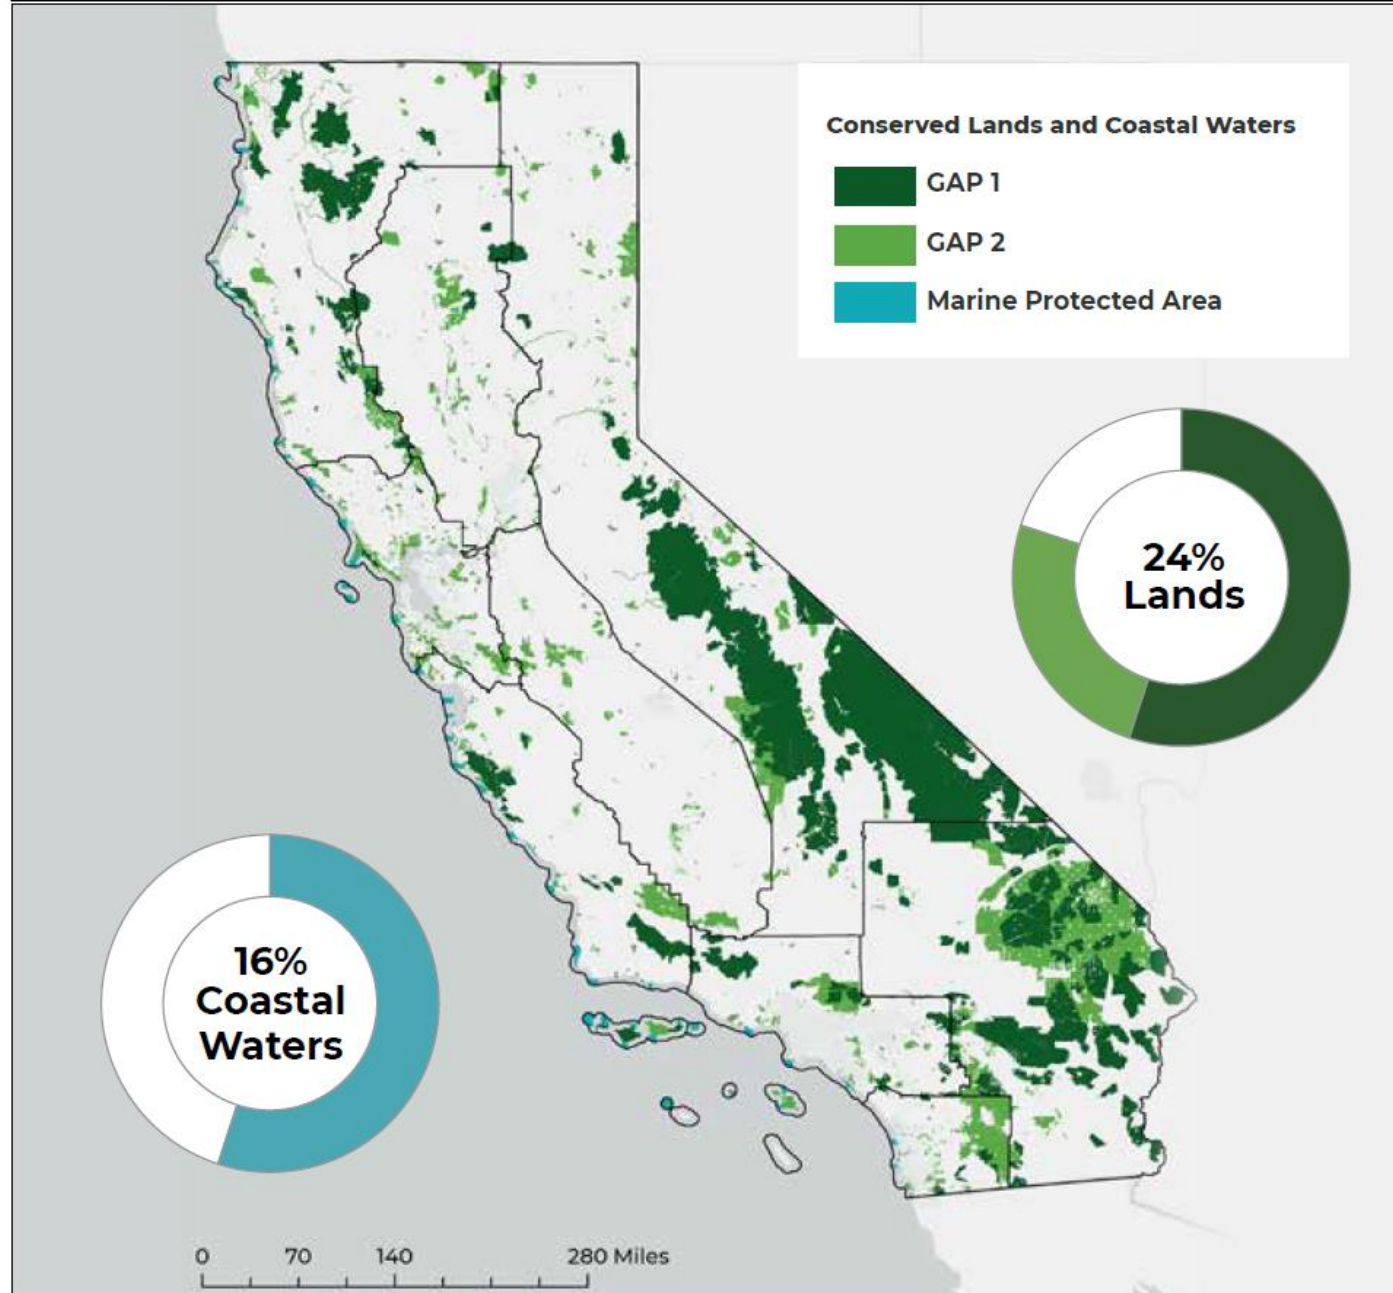 Conserved Lands and Coastal Waters
GAP 1
GAP 2
Marine Protected Area
24%
Lands
16%
Coastal
Waters
0 70 140 280 Miles